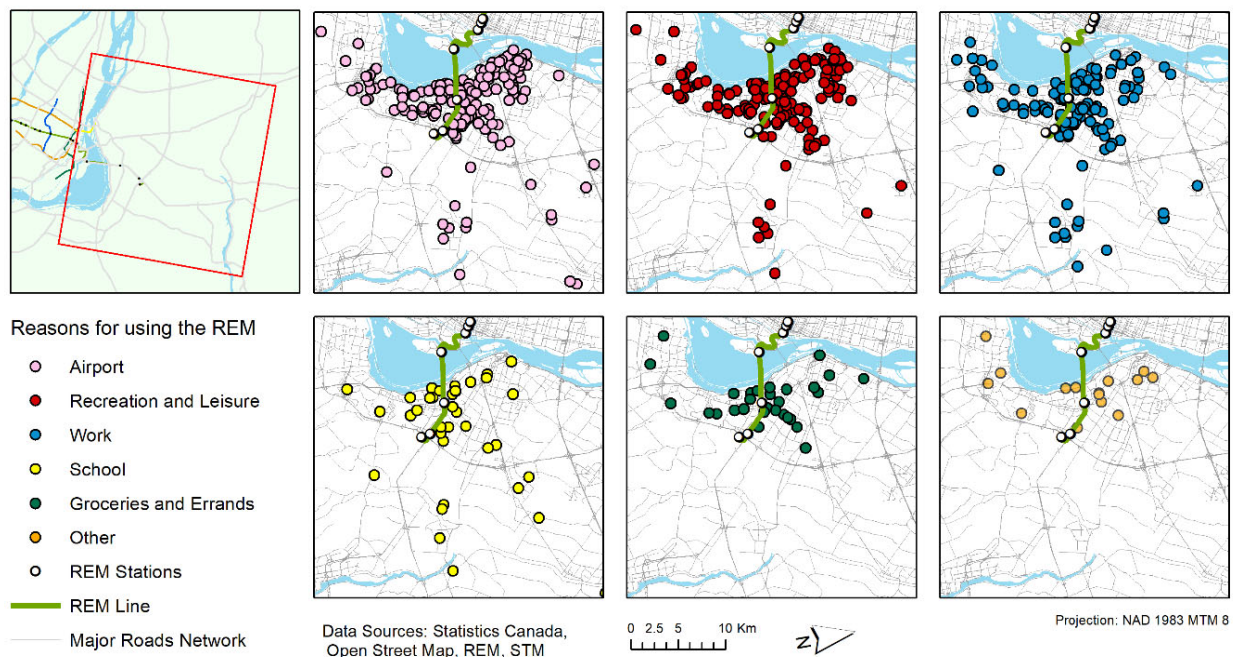 Reasons for using the REM
Airport
Recreation and Leisure
Work
School
Groceries and Errands
Other
REM Stations
REM Line
Major Roads Network
Data Sources: Statistics Canada,
Open Street Map, REM, STM
0 2.5 5 10 Km
N
Projection: NAD 1983 MTM 8